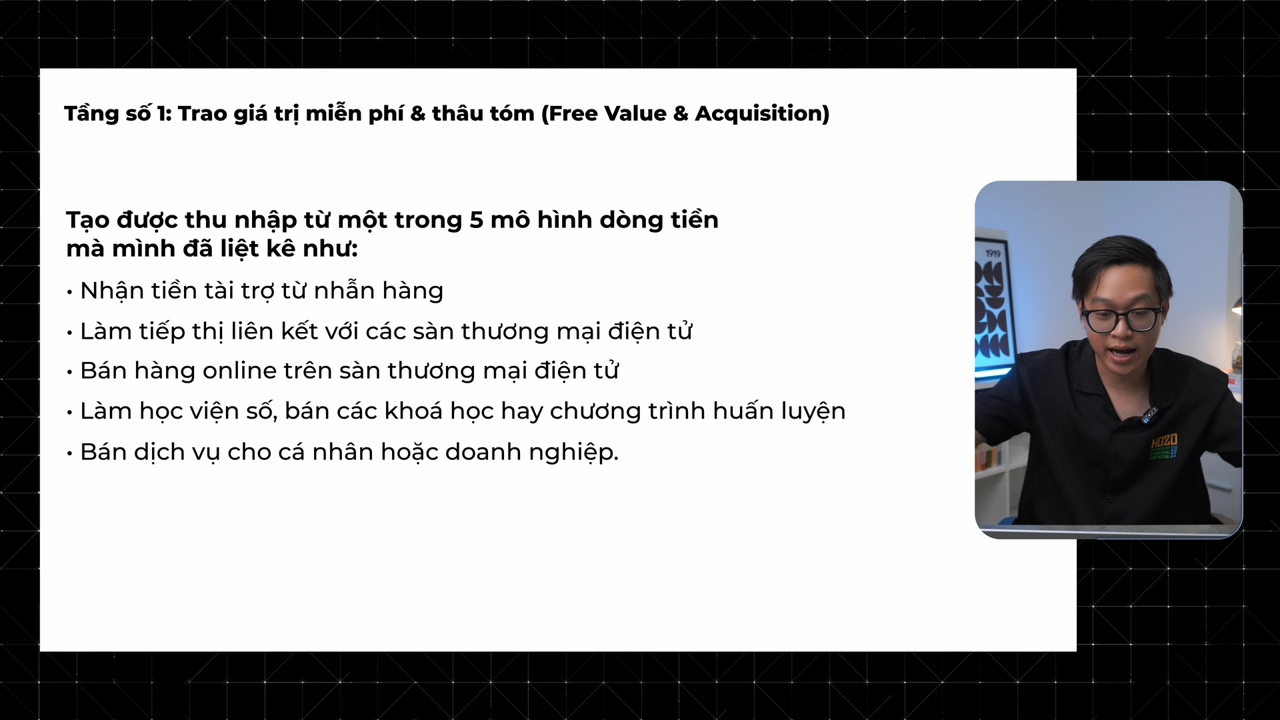 Tầng số 1: Trao giá trị miễn phí & thâu tóm (Free Value & Acquisition)
Tạo được thu nhập từ một trong 5 mô hình dòng tiền
mà mình đã liệt kê như:
• Nhận tiền tài trợ từ nhẫn hàng
• Làm tiếp thị liên kết với các sàn thương mại điện tử
• Bán hàng online trên sàn thương mại điện tử
• Làm học viện số, bán các khoá học hay chương trình huấn luyện
• Bán dịch vụ cho cá nhân hoặc doanh nghiệp.
1919
HOZO